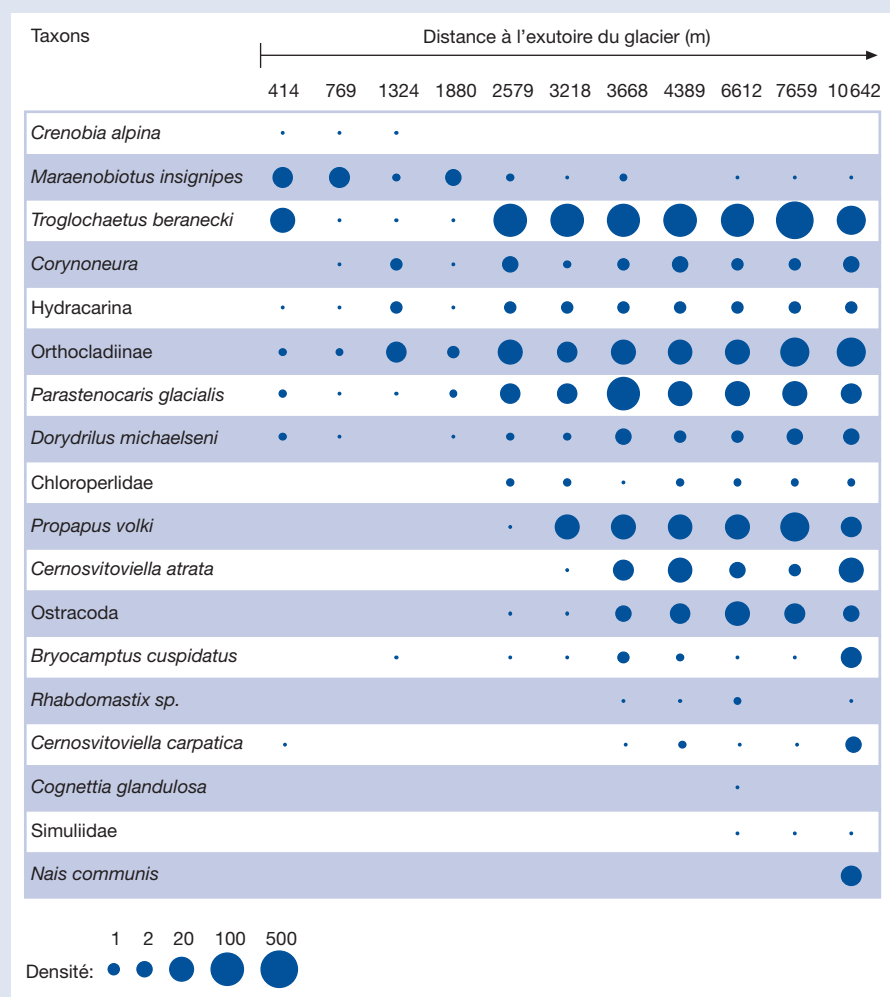 Taxons
Distance à l’exutoire du glacier (m)
414 769 1324 1880 2579 3218 3668 4389 6612 7659 10642
Crenobia alpina
Maraenobiotus insignipes
Troglochaetus beranecki
Corynoneura
Hydracarina
Orthocladiinae
Parastenocaris glacialis
Dorydrilus michaelseni
Chloroperlidae
Propapus volki
Cernosvitoviella atrata
Ostracoda
Bryocamptus cuspidatus
Rhabdomastix sp.
Cernosvitoviella carpatica
Cognettia glandulosa
Simuliidae
Nais communis
1 2 20 100 500
Densité: